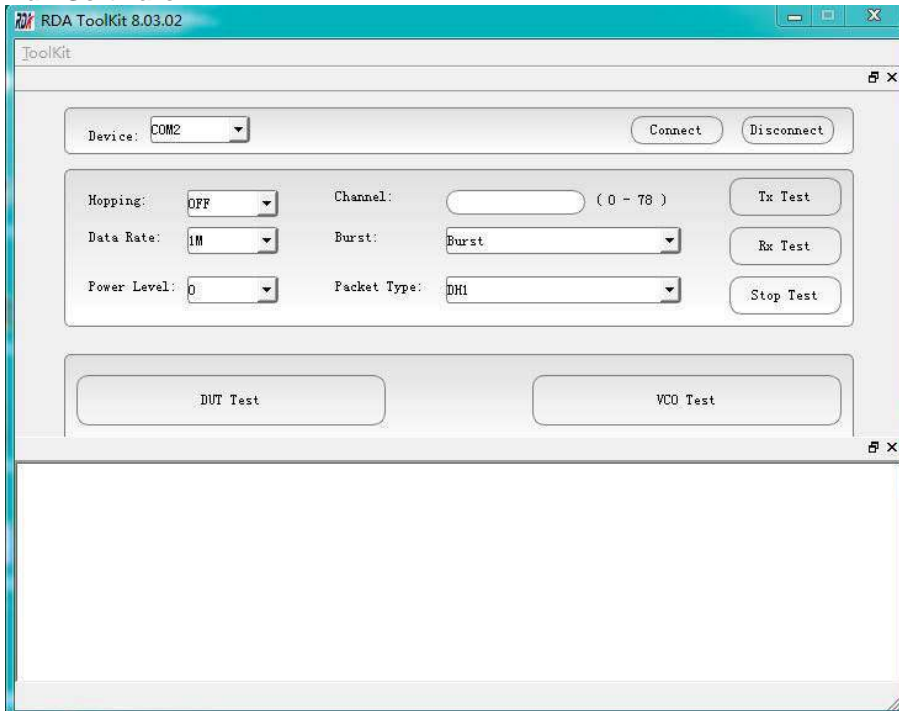 RDA ToolKit 8.03.02
ToolKit
Device: COM2 Connect Disconnect
Hopping: OFF Channel: ( 0 - 78 ) Tx Test
Data Rate: 1M Burst: Burst Rx Test
Power Level: 0 Packet Type: DH1 Stop Test
DUT Test VCO Test